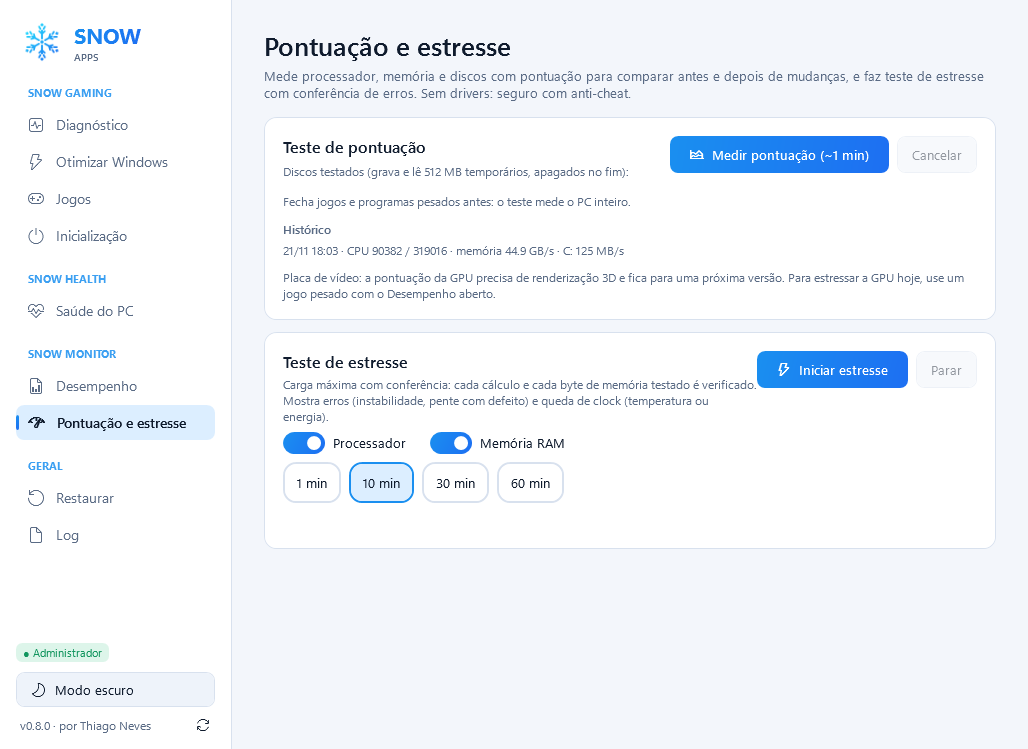 SNOW
APPS
SNOW GAMING
Diagnóstico
Otimizar Windows
Jogos
Inicialização
SNOW HEALTH
Saúde do PC
SNOW MONITOR
Desempenho
Pontuação e estresse
GERAL
Restaurar
Log
Administrador
Modo escuro
v0.8.0 · por Thiago Neves
Pontuação e estresse
Mede processador, memória e discos com pontuação para comparar antes e depois de mudanças, e faz teste de estresse
com conferência de erros. Sem drivers: seguro com anti-cheat.
Teste de pontuação
Medir pontuação (~1 min)
Cancelar
Discos testados (grava e lê 512 MB temporários, apagados no fim):
Fecha jogos e programas pesados antes: o teste mede o PC inteiro.
Histórico
21/11 18:03 · CPU 90382 / 319016 · memória 44.9 GB/s · C: 125 MB/s
Placa de vídeo: a pontuação da GPU precisa de renderização 3D e fica para uma próxima versão. Para estressar a GPU hoje, use um
jogo pesado com o Desempenho aberto.
Teste de estresse
Iniciar estresse
Parar
Carga máxima com conferência: cada cálculo e cada byte de memória testado é verificado.
Mostra erros (instabilidade, pente com defeito) e queda de clock (temperatura ou
energia).
Processador
Memória RAM
1 min
10 min
30 min
60 min